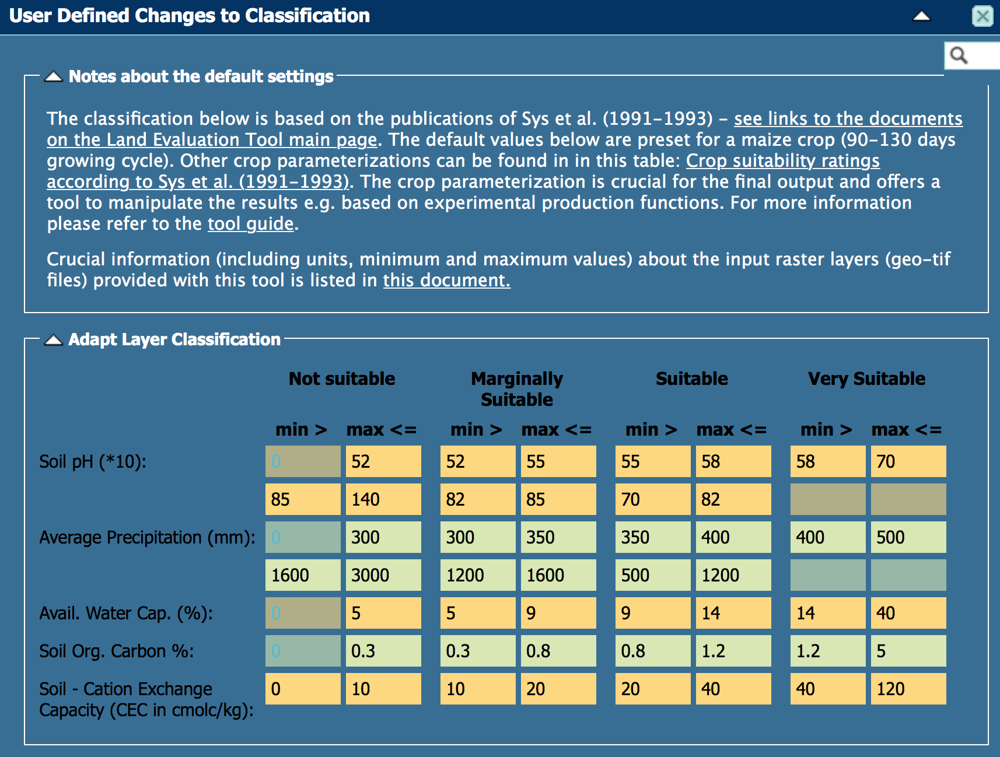 User Defined Changes to Classification
Notes about the default settings
The classification below is based on the publications of Sys et al. (1991-1993) - see links to the documents
on the Land Evaluation Tool main page. The default values below are preset for a maize crop (90-130 days
growing cycle). Other crop parameterizations can be found in in this table: Crop suitability ratings
according to Sys et al. (1991-1993). The crop parameterization is crucial for the final output and offers a
tool to manipulate the results e.g. based on experimental production functions. For more information
please refer to the tool guide.
Crucial information (including units, minimum and maximum values) about the input raster layers (geo-tif
files) provided with this tool is listed in this document.
Adapt Layer Classification
Not suitable Marginally Suitable Very Suitable
Suitable
min > max <= min > max <= min > max <= min > max <=
Soil pH (*10): 0 52 52 55 55 58 58 70
85 140 82 85 70 82
Average Precipitation (mm): 0 300 300 350 350 400 400 500
1600 3000 1200 1600 500 1200
Avail. Water Cap. (%): 0 5 5 9 9 14 14 40
Soil Org. Carbon %: 0 0.3 0.3 0.8 0.8 1.2 1.2 5
Soil - Cation Exchange 0 10 10 20 20 40 40 120
Capacity (CEC in cmolc/kg):